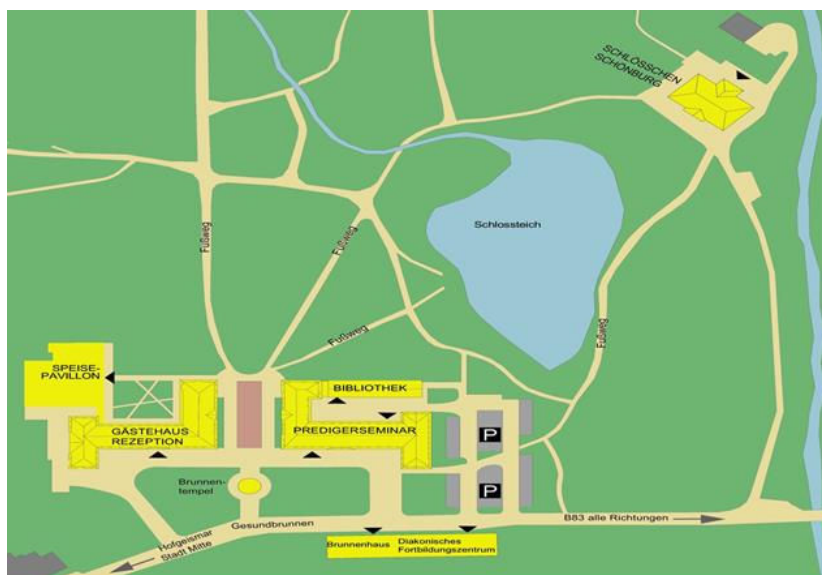 SCHLÖSSCHEN
SCHÖNBURG
Schlossteich
Fußweg
Fußweg
Fußweg
Fußweg
SPEISE-
PAVILLON
BIBLIOTHEK
GÄSTEHAUS
REZEPTION
PREDIGERSEMINAR
P
Brunnen-
tempel
P
Gesundbrunnen
B83 alle Richtungen
Hofgeismar
Stadt Mitte
Brunnenhaus
Diakonisches
Fortbildungszentrum